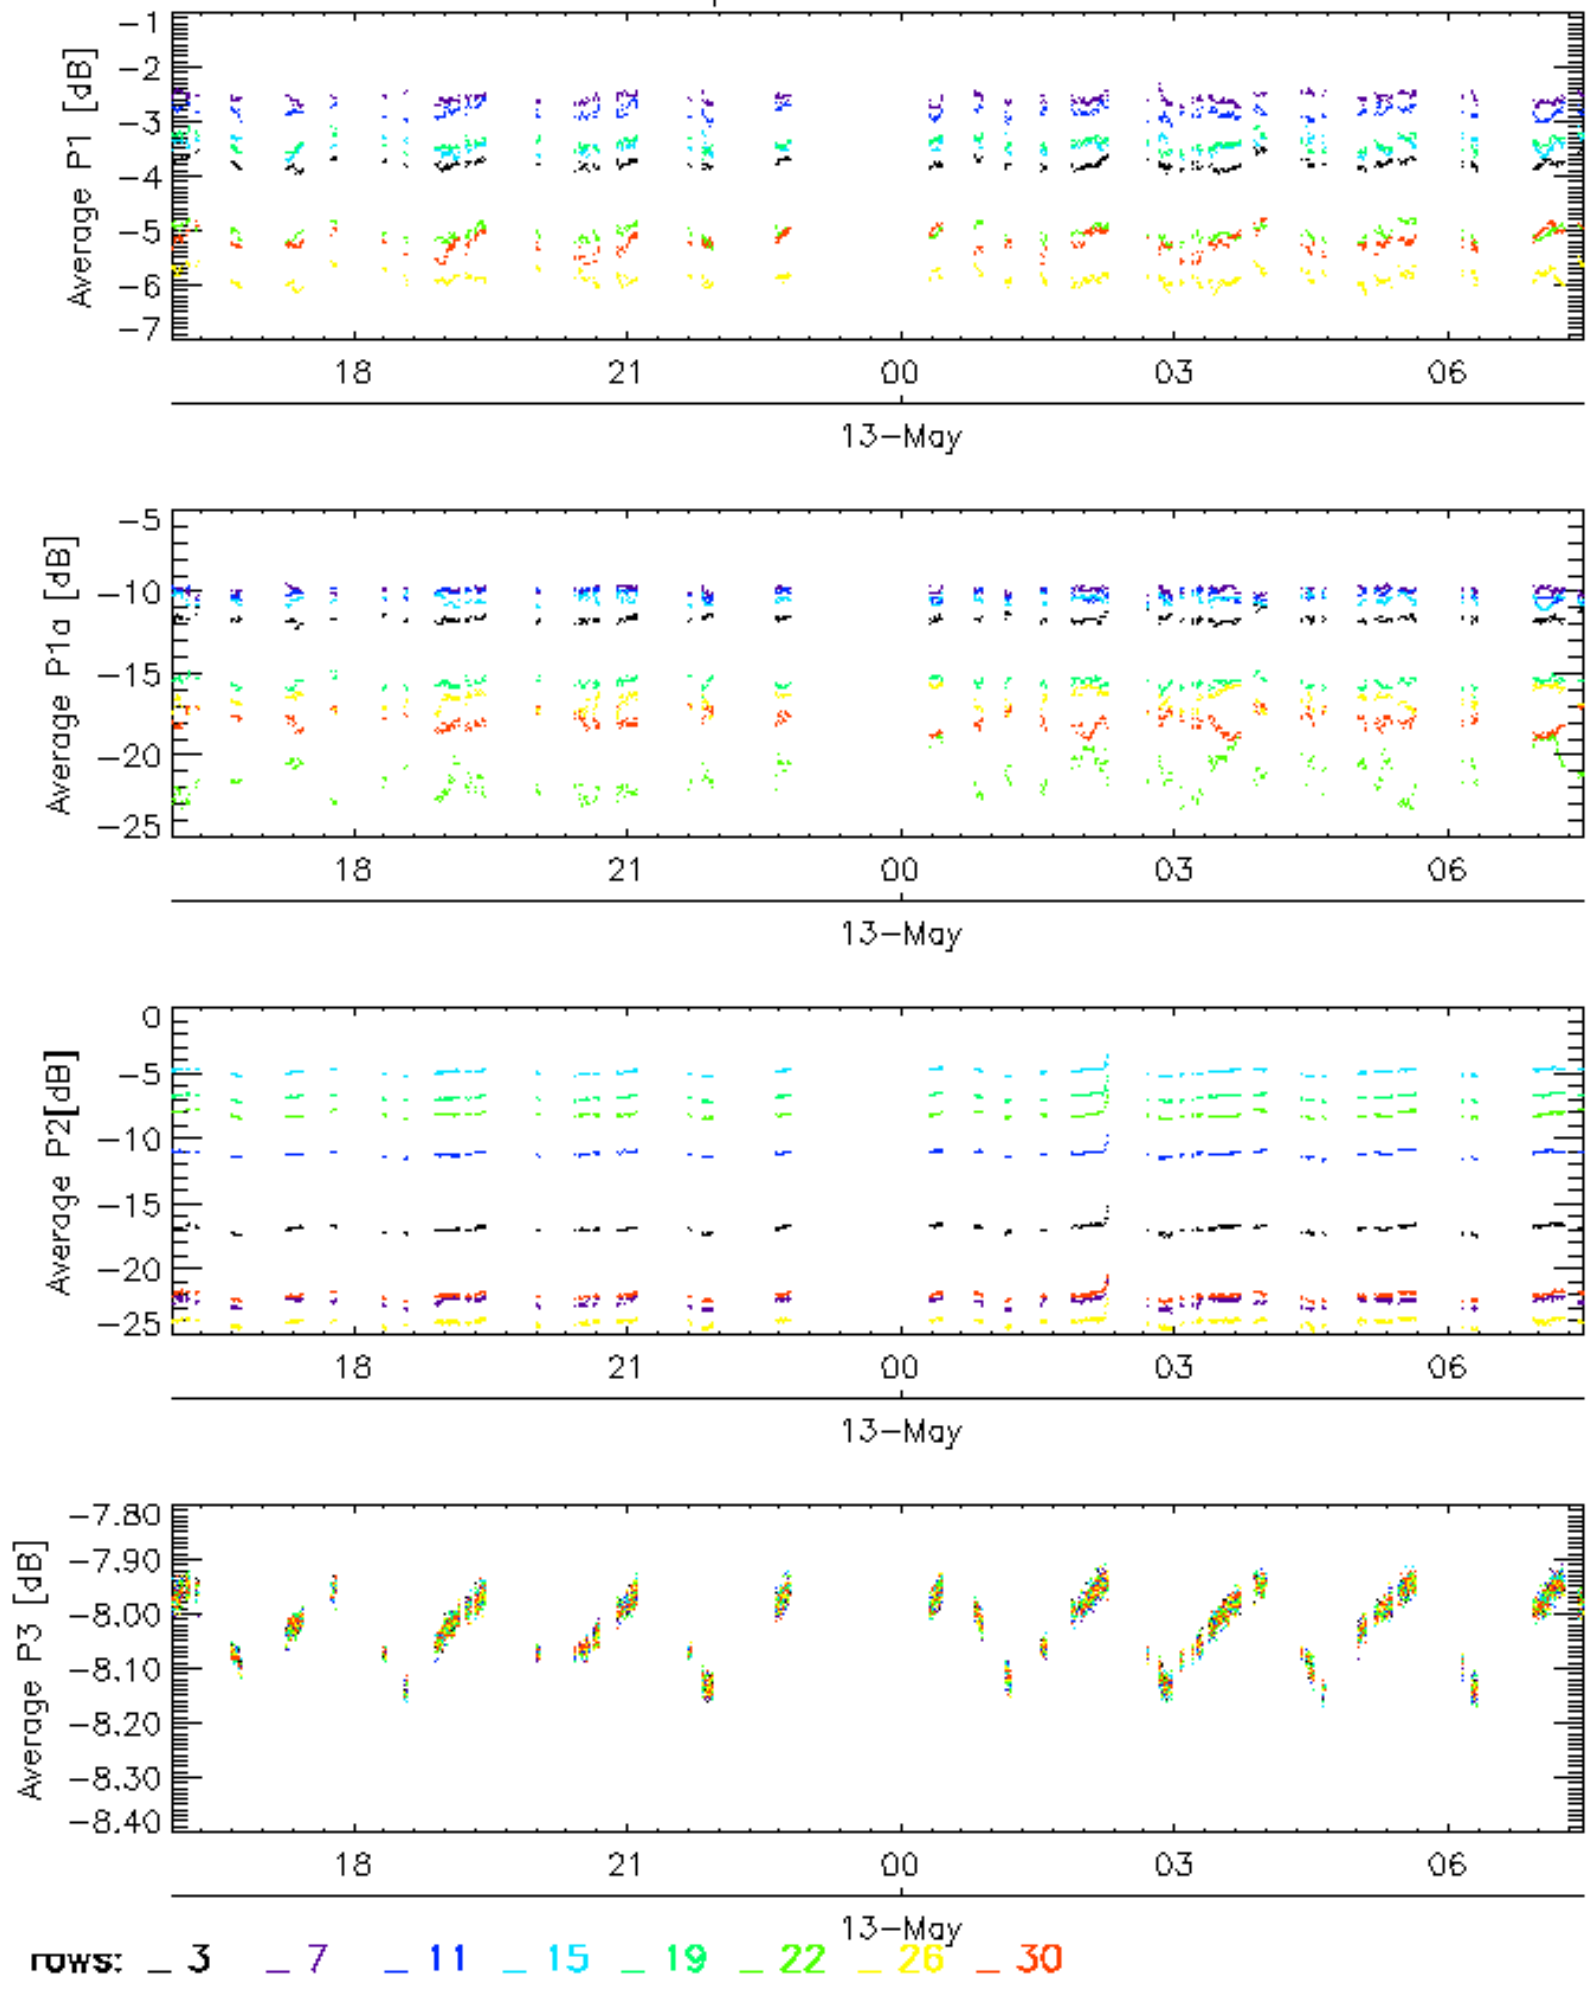 Average P1 [dB]
-1
-2
-3
-4
-5
-6
-7
18 21 00 03 06
13-May
Average P1a [dB]
-5
-10
-15
-20
-25
18 21 00 03 06
13-May
Average P2[dB]
0
-5
-10
-15
-20
-25
18 21 00 03 06
13-May
Average P3 [dB]
-7.80
-7.90
-8.00
-8.10
-8.20
-8.30
-8.40
18 21 00 03 06
13-May
rows: _ 3 _ 7 _ 11 _ 15 _ 19 _ 22 _ 26 _ 30